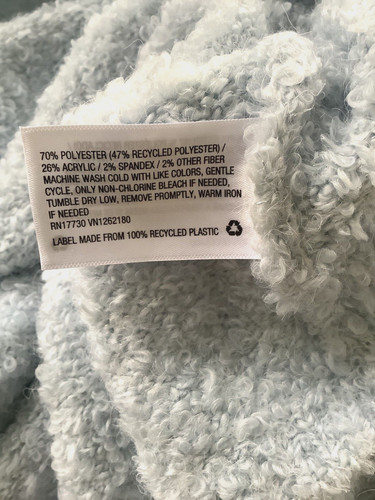 70% POLYESTER (47% RECYCLED POLYESTER) /
26% ACRYLIC / 2% SPANDEX / 2% OTHER FIBER
MACHINE WASH COLD WITH LIKE COLORS, GENTLE
CYCLE, ONLY NON-CHLORINE BLEACH IF NEEDED,
TUMBLE DRY LOW, REMOVE PROMPTLY, WARM IRON
IF NEEDED
RN17730 VN1262180
LABEL MADE FROM 100% RECYCLED PLASTIC